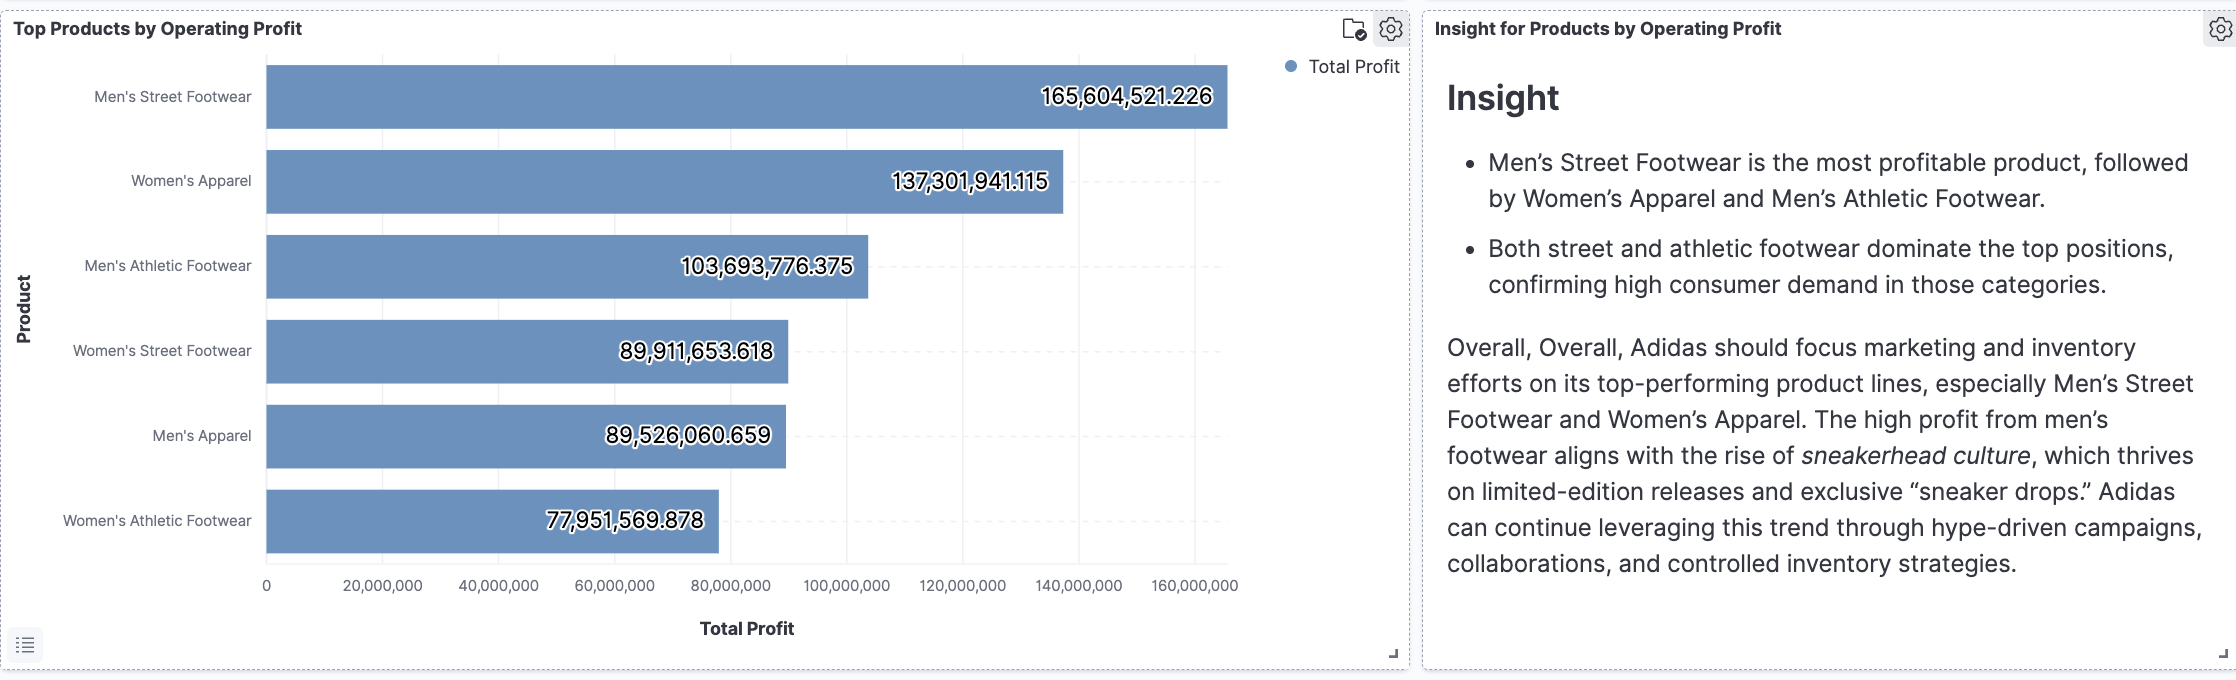 Top Products by Operating Profit
Total Profit
Product
Men's Street Footwear
165,604,521.226
Women's Apparel
137,301,941.115
Men's Athletic Footwear
103,693,776.375
Women's Street Footwear
89,911,653.618
Men's Apparel
89,526,060.659
Women's Athletic Footwear
77,951,569.878
0 20,000,000 40,000,000 60,000,000 80,000,000 100,000,000 120,000,000 140,000,000 160,000,000
Total Profit
Insight for Products by Operating Profit
Insight
• Men’s Street Footwear is the most profitable product, followed
by Women’s Apparel and Men’s Athletic Footwear.
• Both street and athletic footwear dominate the top positions,
confirming high consumer demand in those categories.
Overall, Overall, Adidas should focus marketing and inventory
efforts on its top-performing product lines, especially Men’s Street
Footwear and Women’s Apparel. The high profit from men’s
footwear aligns with the rise of sneakerhead culture, which thrives
on limited-edition releases and exclusive “sneaker drops.” Adidas
can continue leveraging this trend through hype-driven campaigns,
collaborations, and controlled inventory strategies.